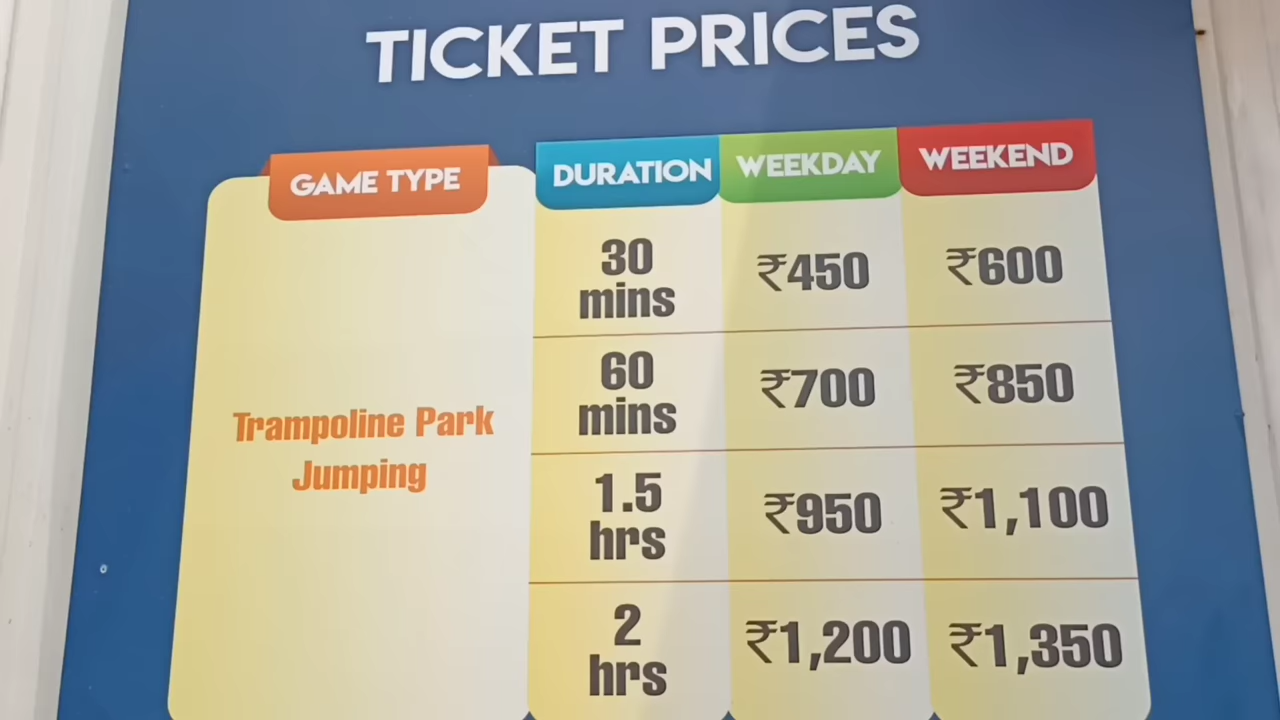 TICKET PRICES
GAME TYPE DURATION WEEKDAY WEEKEND
Trampoline Park
Jumping
30
mins
₹450 ₹600
60
mins
₹700 ₹850
1.5
hrs
₹950 ₹1,100
2
hrs
₹1,200 ₹1,350